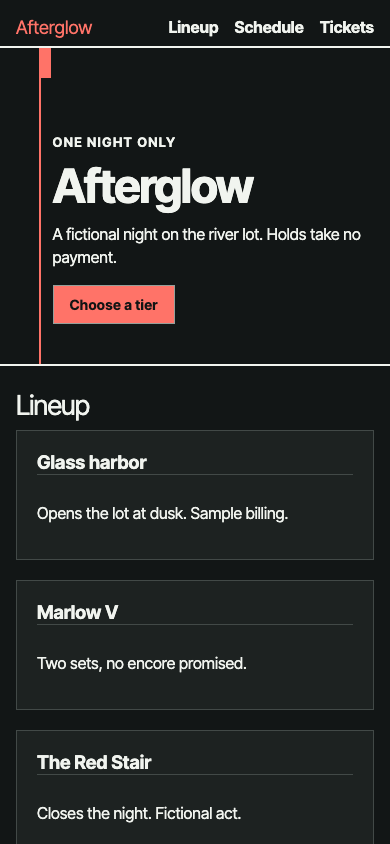 Afterglow
Lineup Schedule Tickets
ONE NIGHT ONLY
Afterglow
A fictional night on the river lot. Holds take no
payment.
Choose a tier
Lineup
Glass harbor
Opens the lot at dusk. Sample billing.
Marlow V
Two sets, no encore promised.
The Red Stair
Closes the night. Fictional act.